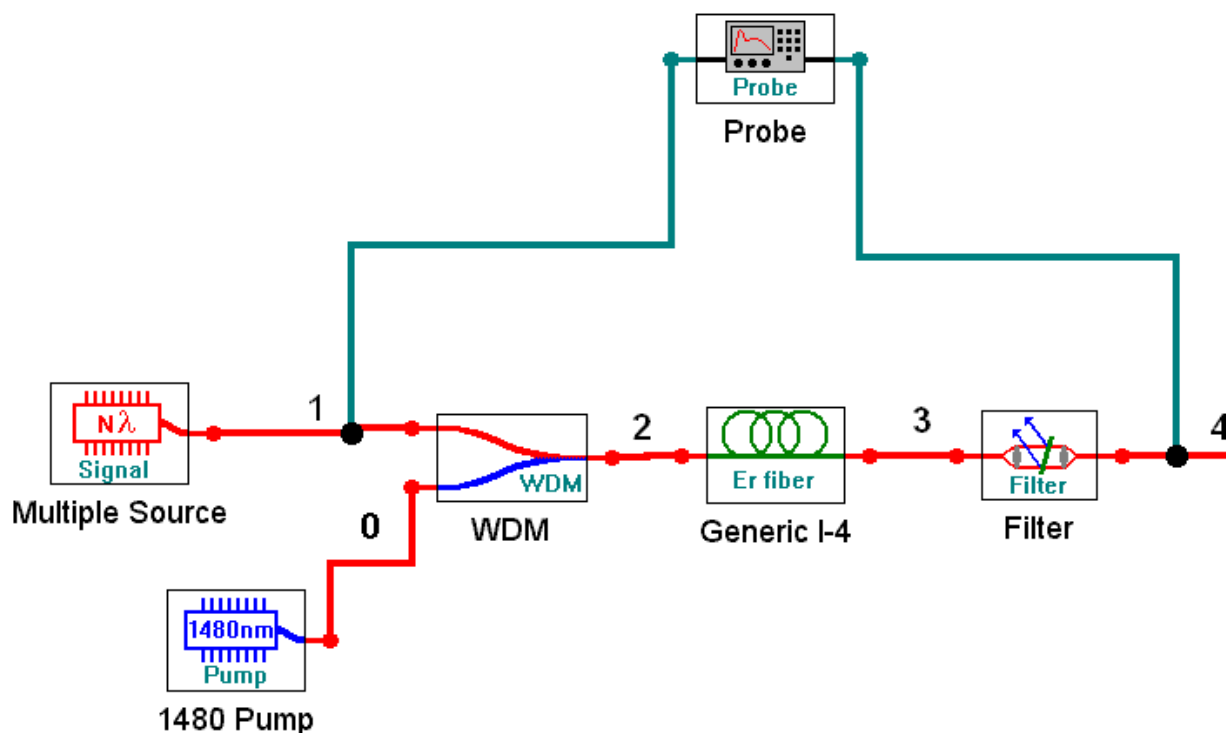 Probe
Probe
1
Nλ
Signal
Multiple Source
2
3
4
WDM
WDM
Er fiber
Generic I-4
Filter
Filter
0
1480nm
Pump
1480 Pump